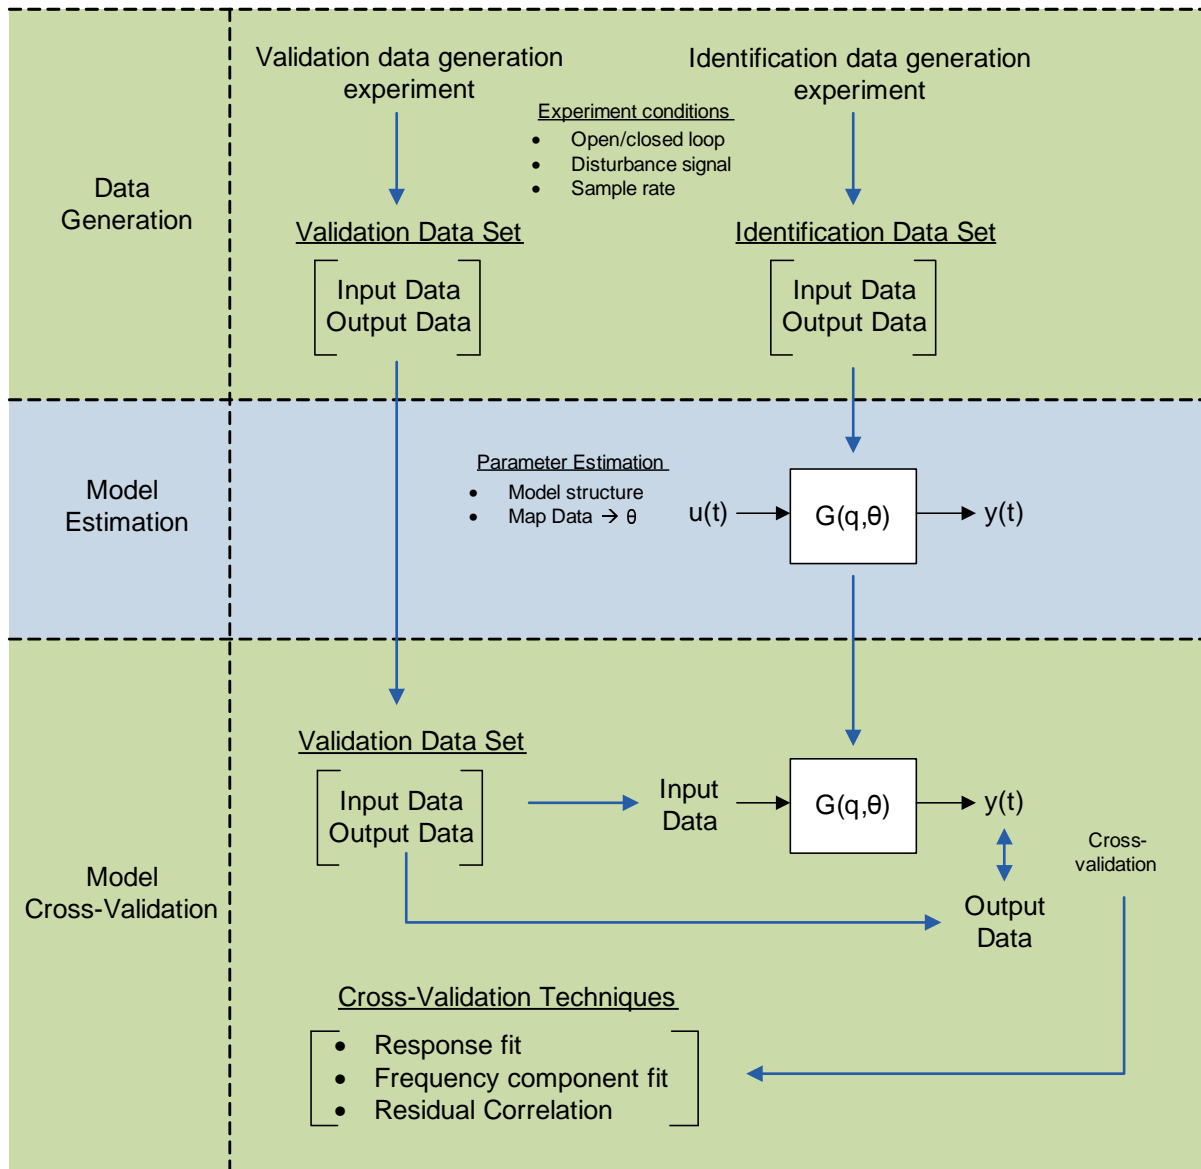 Data
Generation
Validation data generation
experiment
Identification data generation
experiment
Experiment conditions
• Open/closed loop
• Disturbance signal
• Sample rate
Validation Data Set
Input Data
Output Data
Identification Data Set
Input Data
Output Data
Model
Estimation
Parameter Estimation
• Model structure
• Map Data → θ
u(t)
G(q,θ)
y(t)
Model
Cross-Validation
Validation Data Set
Input Data
Output Data
Input
Data
G(q,θ)
y(t)
Cross-
validation
Output
Data
Cross-Validation Techniques
• Response fit
• Frequency component fit
• Residual Correlation